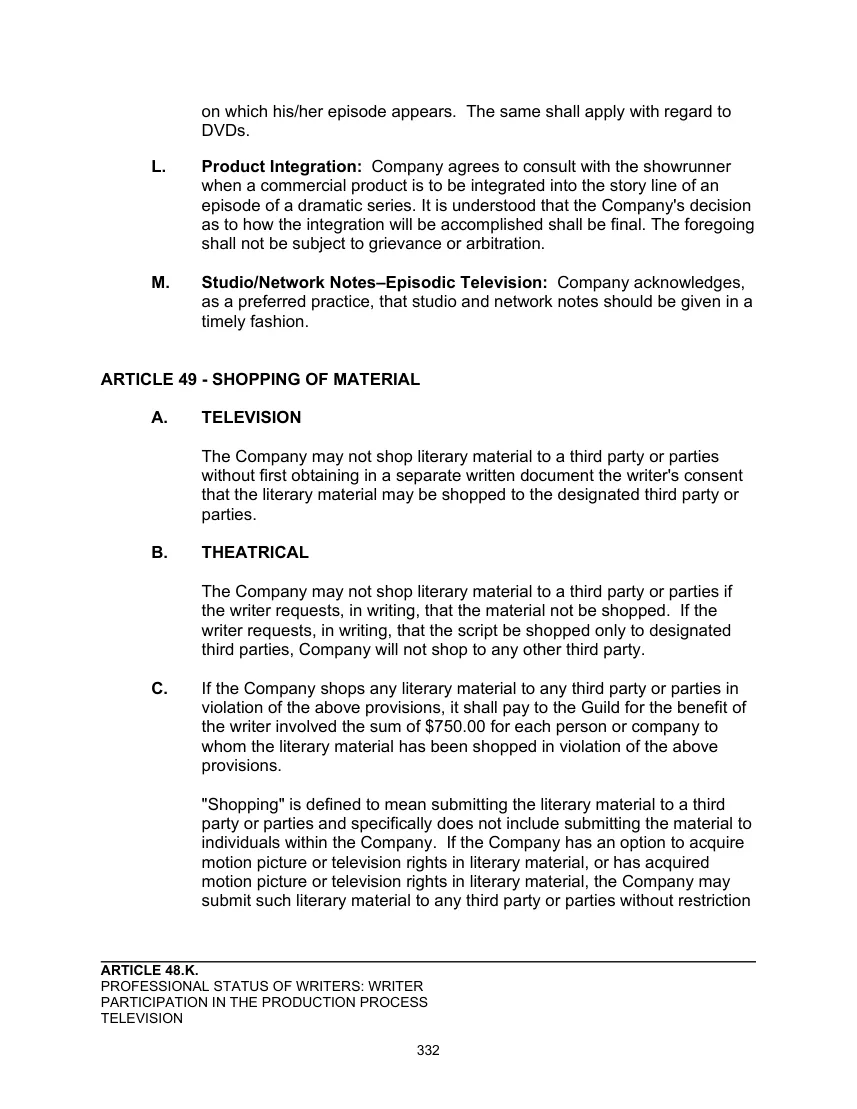 on which his/her episode appears.  The same shall apply with regard to
DVDs.
L. Product Integration:  Company agrees to consult with the showrunner
when a commercial product is to be integrated into the story line of an
episode of a dramatic series. It is understood that the Company's decision
as to how the integration will be accomplished shall be final. The foregoing
shall not be subject to grievance or arbitration.
M. Studio/Network Notes–Episodic Television:  Company acknowledges,
as a preferred practice, that studio and network notes should be given in a
timely fashion.
ARTICLE 49 - SHOPPING OF MATERIAL
A. TELEVISION
The Company may not shop literary material to a third party or parties
without first obtaining in a separate written document the writer's consent
that the literary material may be shopped to the designated third party or
parties.
B. THEATRICAL
The Company may not shop literary material to a third party or parties if
the writer requests, in writing, that the material not be shopped.  If the
writer requests, in writing, that the script be shopped only to designated
third parties, Company will not shop to any other third party.
C. If the Company shops any literary material to any third party or parties in
violation of the above provisions, it shall pay to the Guild for the benefit of
the writer involved the sum of $750.00 for each person or company to
whom the literary material has been shopped in violation of the above
provisions.
"Shopping" is defined to mean submitting the literary material to a third
party or parties and specifically does not include submitting the material to
individuals within the Company.  If the Company has an option to acquire
motion picture or television rights in literary material, or has acquired
motion picture or television rights in literary material, the Company may
submit such literary material to any third party or parties without restriction
ARTICLE 48.K.
PROFESSIONAL STATUS OF WRITERS: WRITER
PARTICIPATION IN THE PRODUCTION PROCESS
TELEVISION
332